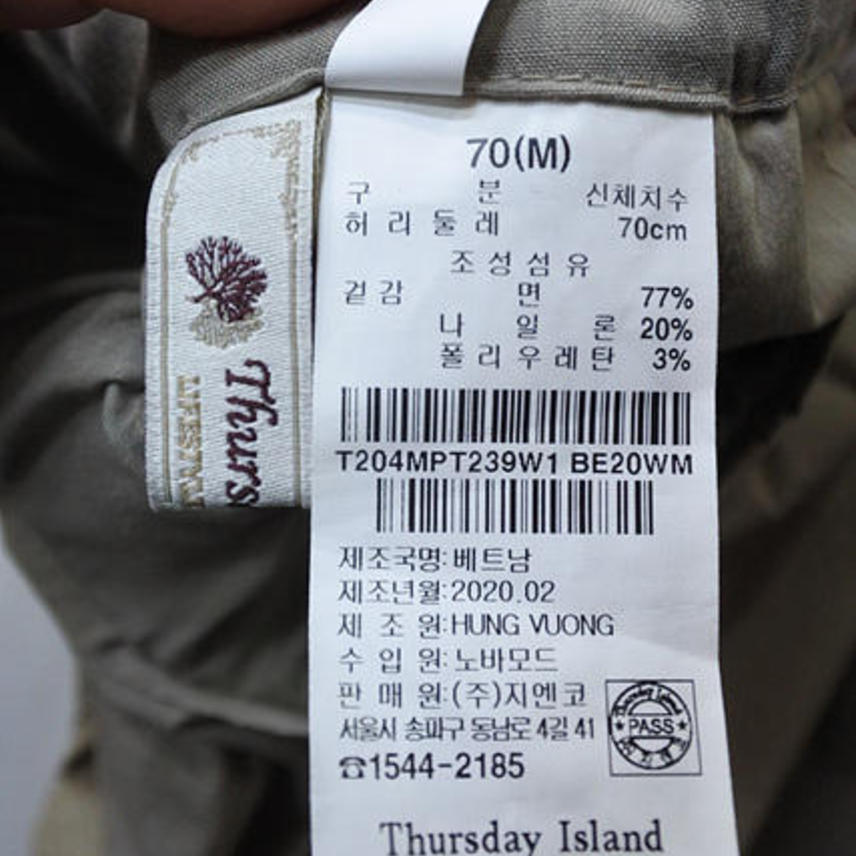 70(M)
구 분 신체치수
허리둘레 70cm
조성섬유
겉감 면 77%
나일론 20%
폴리우레탄 3%
T204MPT239W1 BE20WM
제조국명:베트남
제조년월:2020.02
제조원:HUNG VUONG
수입원:노바모드
판매원:(주)지엔코
서울시 송파구 동남로 4길 41
☎1544-2185
PASS
Thursday Island
Thurs